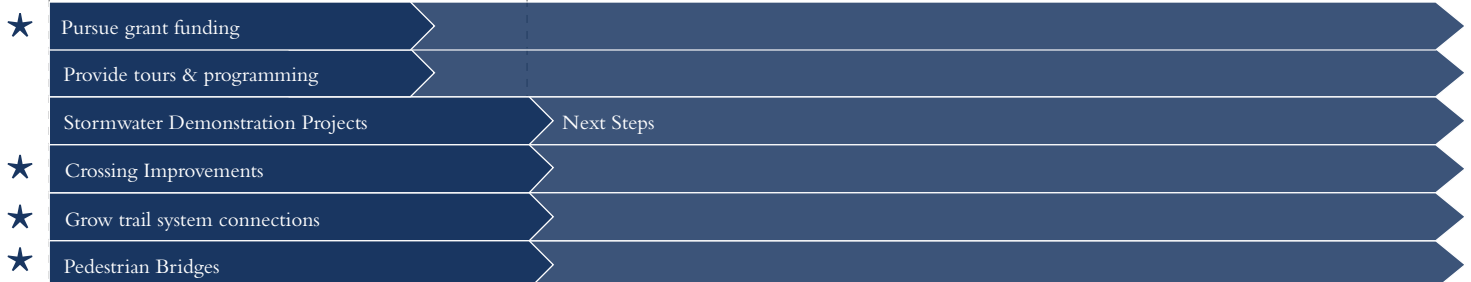 Pursue grant funding
Provide tours & programming
Stormwater Demonstration Projects
Next Steps
Crossing Improvements
Grow trail system connections
Pedestrian Bridges